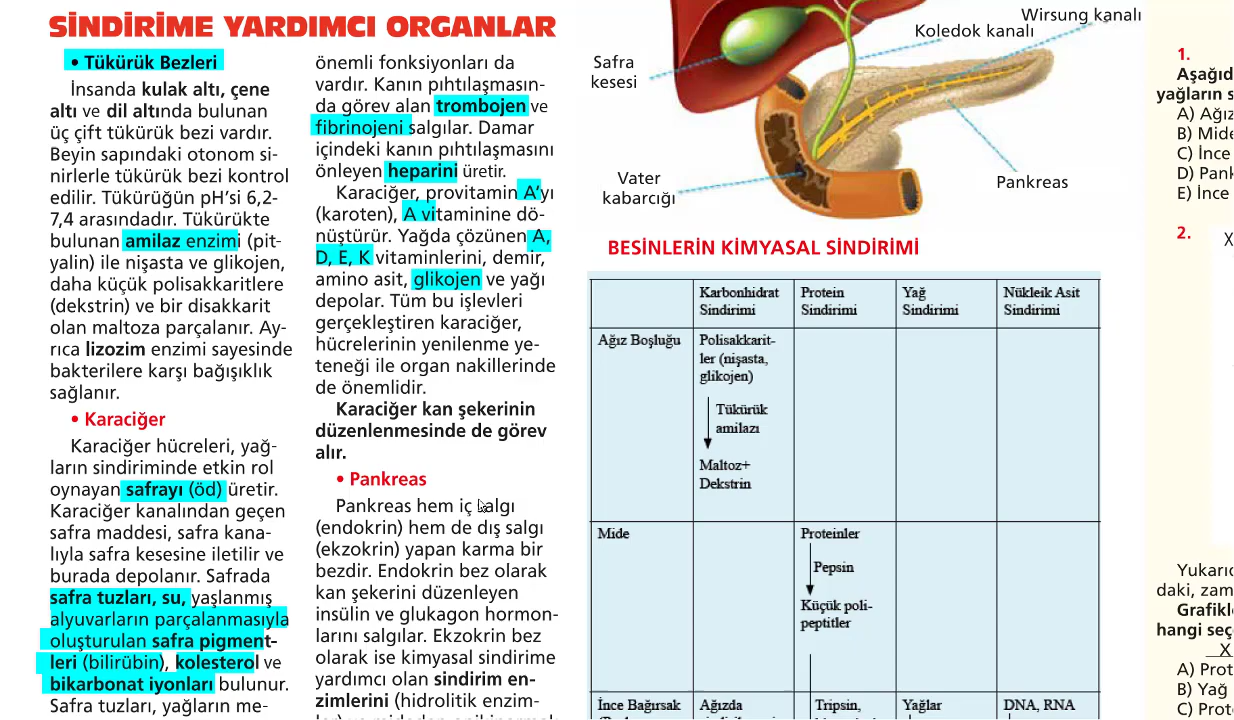 SİNDİRİME YARDIMCI ORGANLAR
• Tükürük Bezleri
İnsanda kulak altı, çene
altı ve dil altında bulunan
üç çift tükürük bezi vardır.
Beyin sapındaki otonom si-
nirlerle tükürük bezi kontrol
edilir. Tükürüğün pH’si 6,2-
7,4 arasındadır. Tükürükte
bulunan amilaz enzimi (pit-
yalin) ile nişasta ve glikojen,
daha küçük polisakkaritlere
(dekstrin) ve bir disakkarit
olan maltoza parçalanır. Ay-
rıca lizozim enzimi sayesinde
bakterilere karşı bağışıklık
sağlanır.
• Karaciğer
Karaciğer hücreleri, yağ-
ların sindiriminde etkin rol
oynayan safrayı (öd) üretir.
Karaciğer kanalından geçen
safra maddesi, safra kana-
lıyla safra kesesine iletilir ve
burada depolanır. Safrada
safra tuzları, su, yaşlanmış
alyuvarların parçalanmasıyla
oluşturulan safra pigment-
leri (bilirübin), kolesterol ve
bikarbonat iyonları bulunur.
Safra tuzları, yağların me-
önemli fonksiyonları da
vardır. Kanın pıhtılaşmasın-
da görev alan trombojen ve
fibrinojeni salgılar. Damar
içindeki kanın pıhtılaşmasını
önleyen heparini üretir.
Karaciğer, provitamin A’yı
(karoten), A vitaminine dö-
nüştürür. Yağda çözünen A,
D, E, K vitaminlerini, demir,
amino asit, glikojen ve yağı
depolar. Tüm bu işlevleri
gerçekleştiren karaciğer,
hücrelerinin yenilenme ye-
teneği ile organ nakillerinde
de önemlidir.
Karaciğer kan şekerinin
düzenlenmesinde de görev
alır.
• Pankreas
Pankreas hem iç salgı
(endokrin) hem de dış salgı
(ekzokrin) yapan karma bir
bezdir. Endokrin bez olarak
kan şekerini düzenleyen
insülin ve glukagon hormon-
larını salgılar. Ekzokrin bez
olarak ise kimyasal sindirime
yardımcı olan sindirim en-
zimlerini (hidrolitik enzim-
Wirsung kanalı
Koledok kanalı
Safra
kesesi
Vater
kabarcığı
Pankreas
BESİNLERİN KİMYASAL SİNDİRİMİ
Karbonhidrat
Sindirimi
Protein
Sindirimi
Yağ
Sindirimi
Nükleik Asit
Sindirimi
Ağız Boşluğu
Polisakkarit-
ler (nişasta,
glikojen)
Tükürük
amilazı
Maltoz+
Dekstrin
Mide
Proteinler
Pepsin
Küçük poli-
peptitler
İnce Bağırsak
Ağızda
Tripsin,
Yağlar
DNA, RNA
1.
Aşağıd
yağların s
A) Ağız
B) Mide
C) İnce
D) Pank
E) İnce
2.
X
Yukarıd
daki, zam
Grafikle
hangi seçe
X
A) Prot
B) Yağ
C) Prote